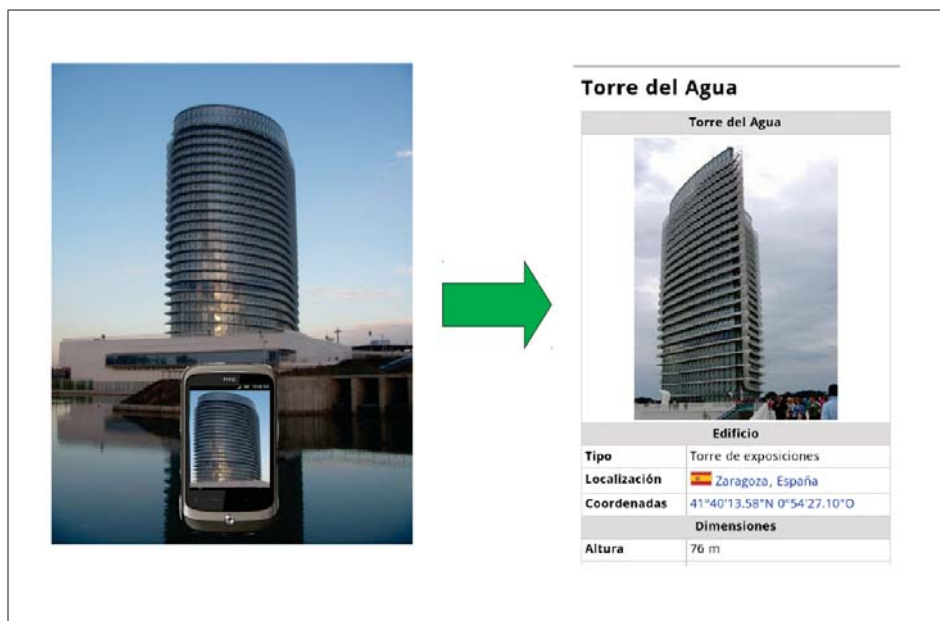 hTC
Torre del Agua
Torre del Agua
Edificio
Tipo Torre de exposiciones
Localización Zaragoza, España
Coordenadas 41°40'13.58"N 0°54'27.10"O
Dimensiones
Altura 76 m